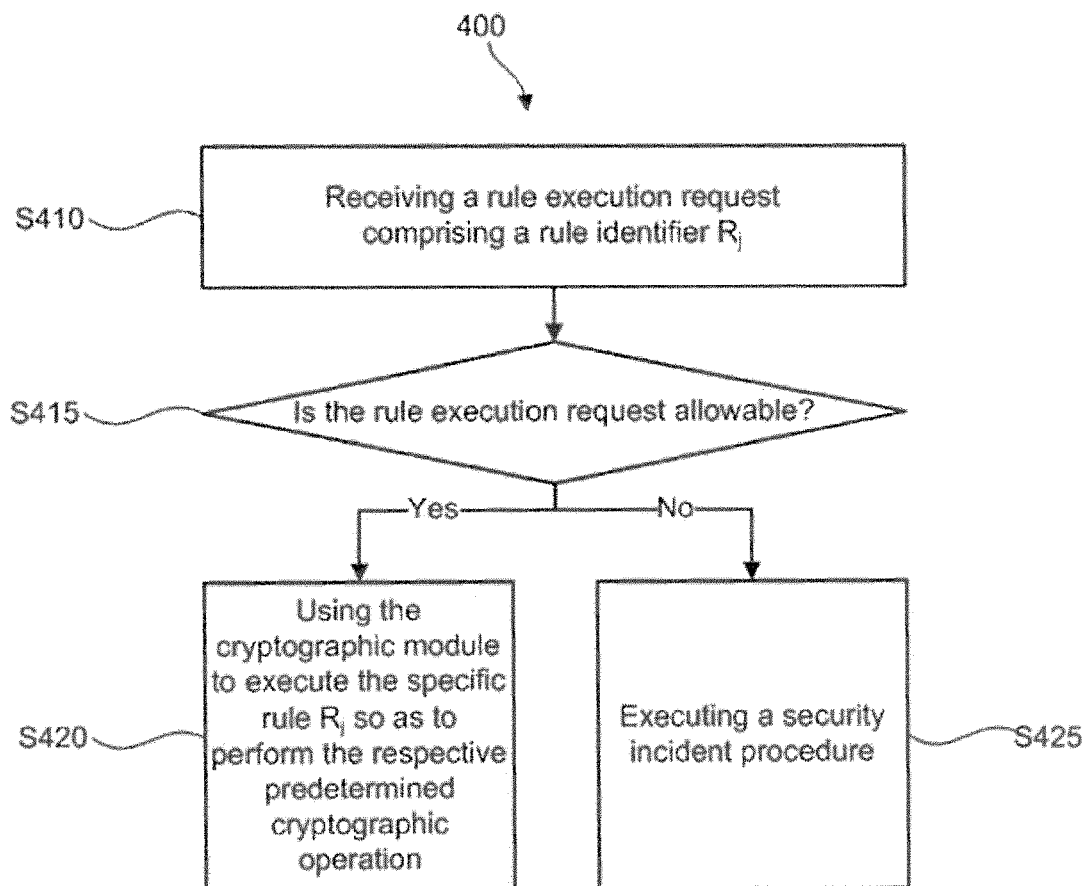 400
S410
Receiving a rule execution request
comprising a rule identifier Rj
S415
Is the rule execution request allowable?
Yes
No
S420
Using the
cryptographic module
to execute the specific
rule Rj so as to
perform the respective
predetermined
cryptographic
operation
Executing a security
incident procedure
S425